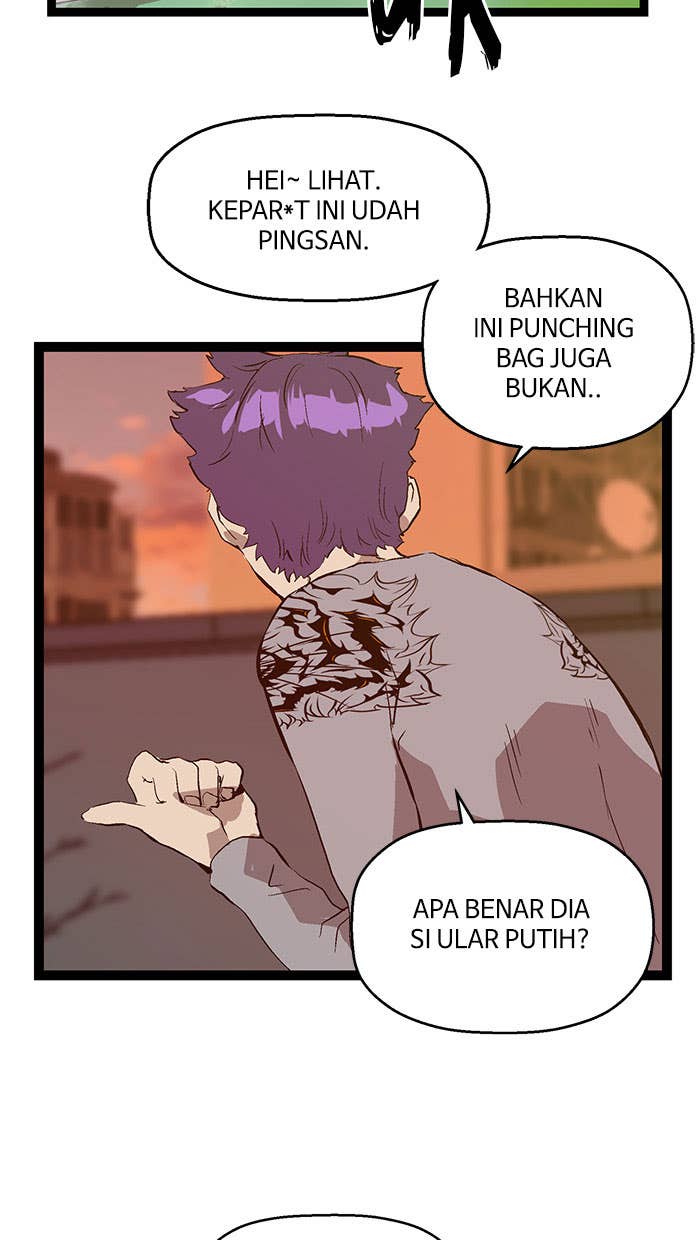 HEI~ LIHAT.
KEPAR*T INI UDAH
PINGSAN.
BAHKAN
INI PUNCHING
BAG JUGA
BUKAN..
APA BENAR DIA
SI ULAR PUTIH?